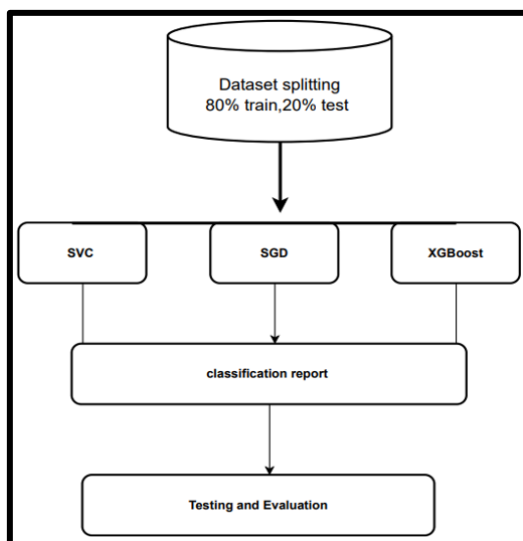 Dataset splitting
80% train,20% test
SVC
SGD
XGBoost
classification report
Testing and Evaluation